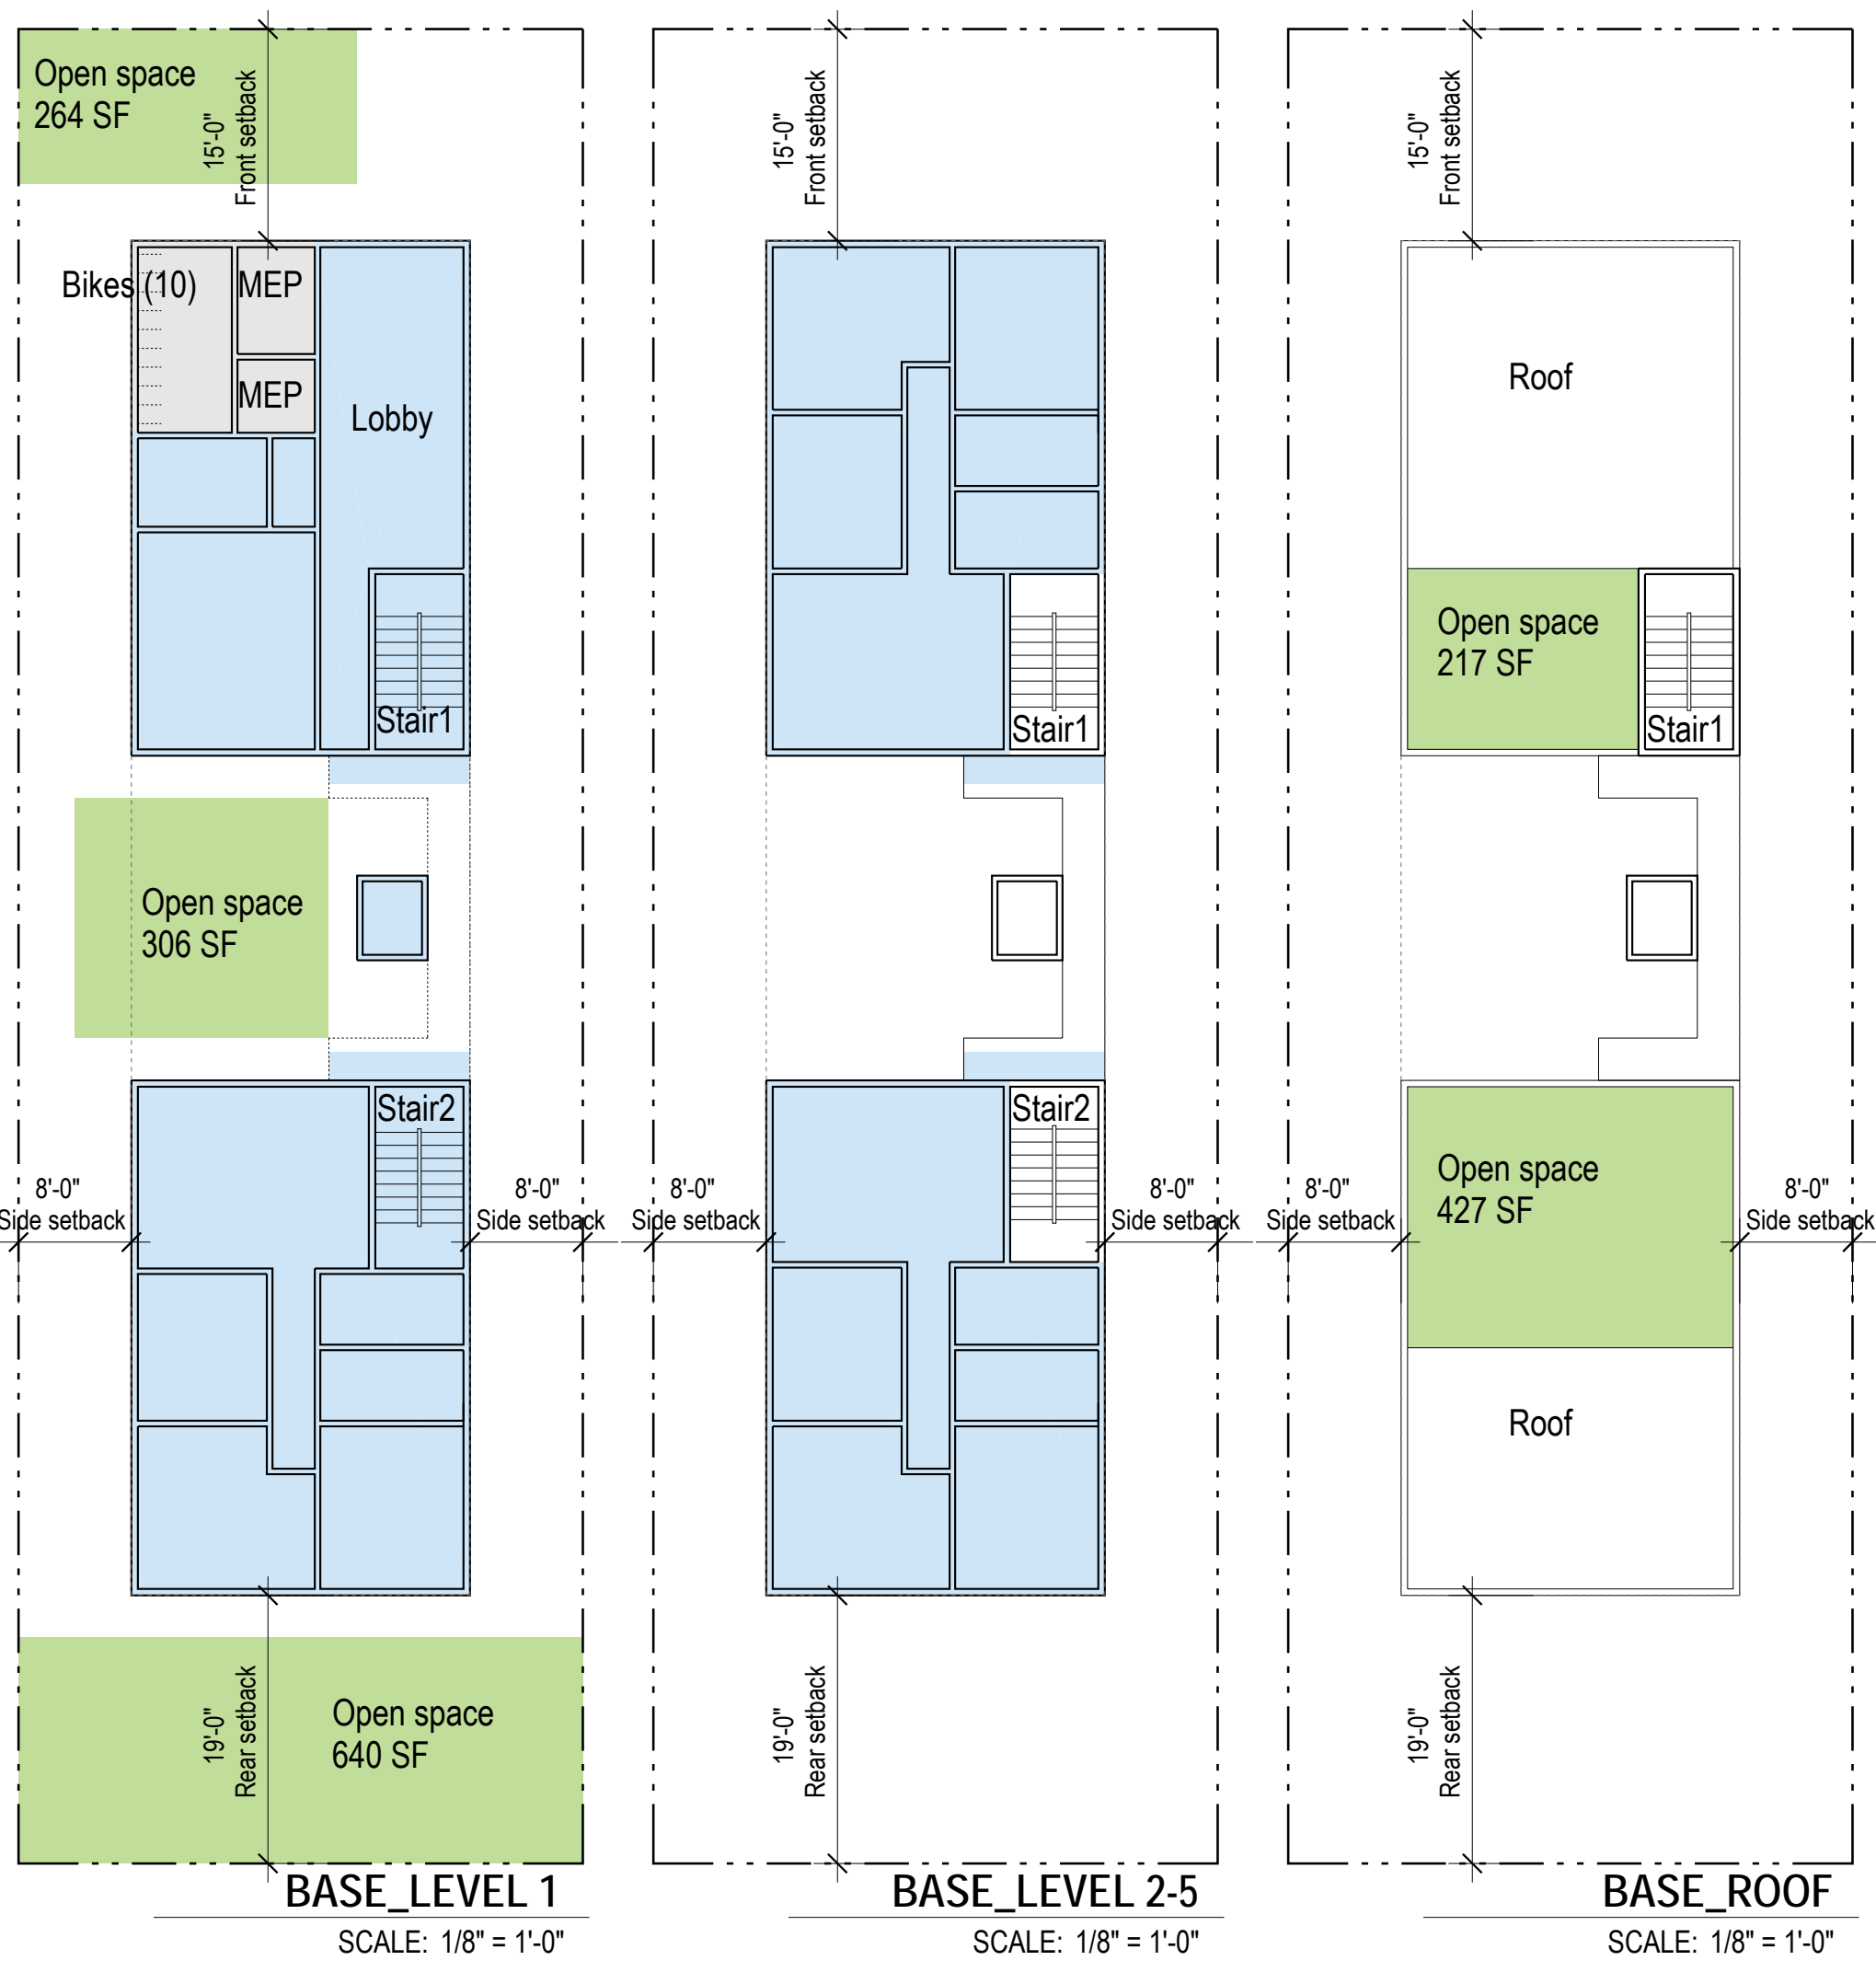 Open space
264 SF
15'-0"
Front setback
Bikes (10)
MEP
MEP
Lobby
Stair1
Open space
306 SF
Stair2
8'-0"
Side setback
8'-0"
Side setback
19'-0"
Rear setback
Open space
640 SF
BASE_LEVEL 1
SCALE: 1/8" = 1'-0"
15'-0"
Front setback
Stair1
Stair2
8'-0"
Side setback
8'-0"
Side setback
19'-0"
Rear setback
BASE_LEVEL 2-5
SCALE: 1/8" = 1'-0"
15'-0"
Front setback
Roof
Open space
217 SF
Stair1
Open space
427 SF
8'-0"
Side setback
8'-0"
Side setback
Roof
19'-0"
Rear setback
BASE_ROOF
SCALE: 1/8" = 1'-0"